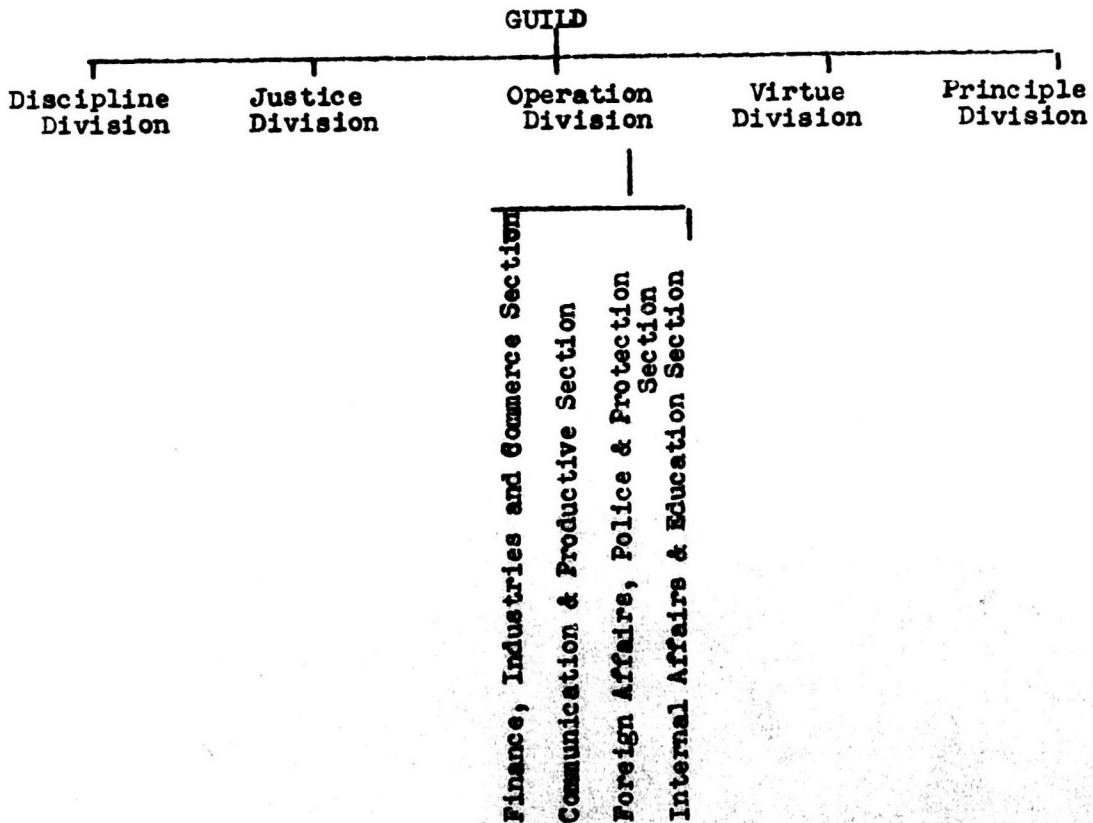 GUILD
Discipline
Division
Justice
Division
Operation
Division
Virtue
Division
Principle
Division
Finance, Industries and Commerce Section
Communication & Productive Section
Foreign Affairs, Police & Protection
Section
Internal Affairs & Education Section